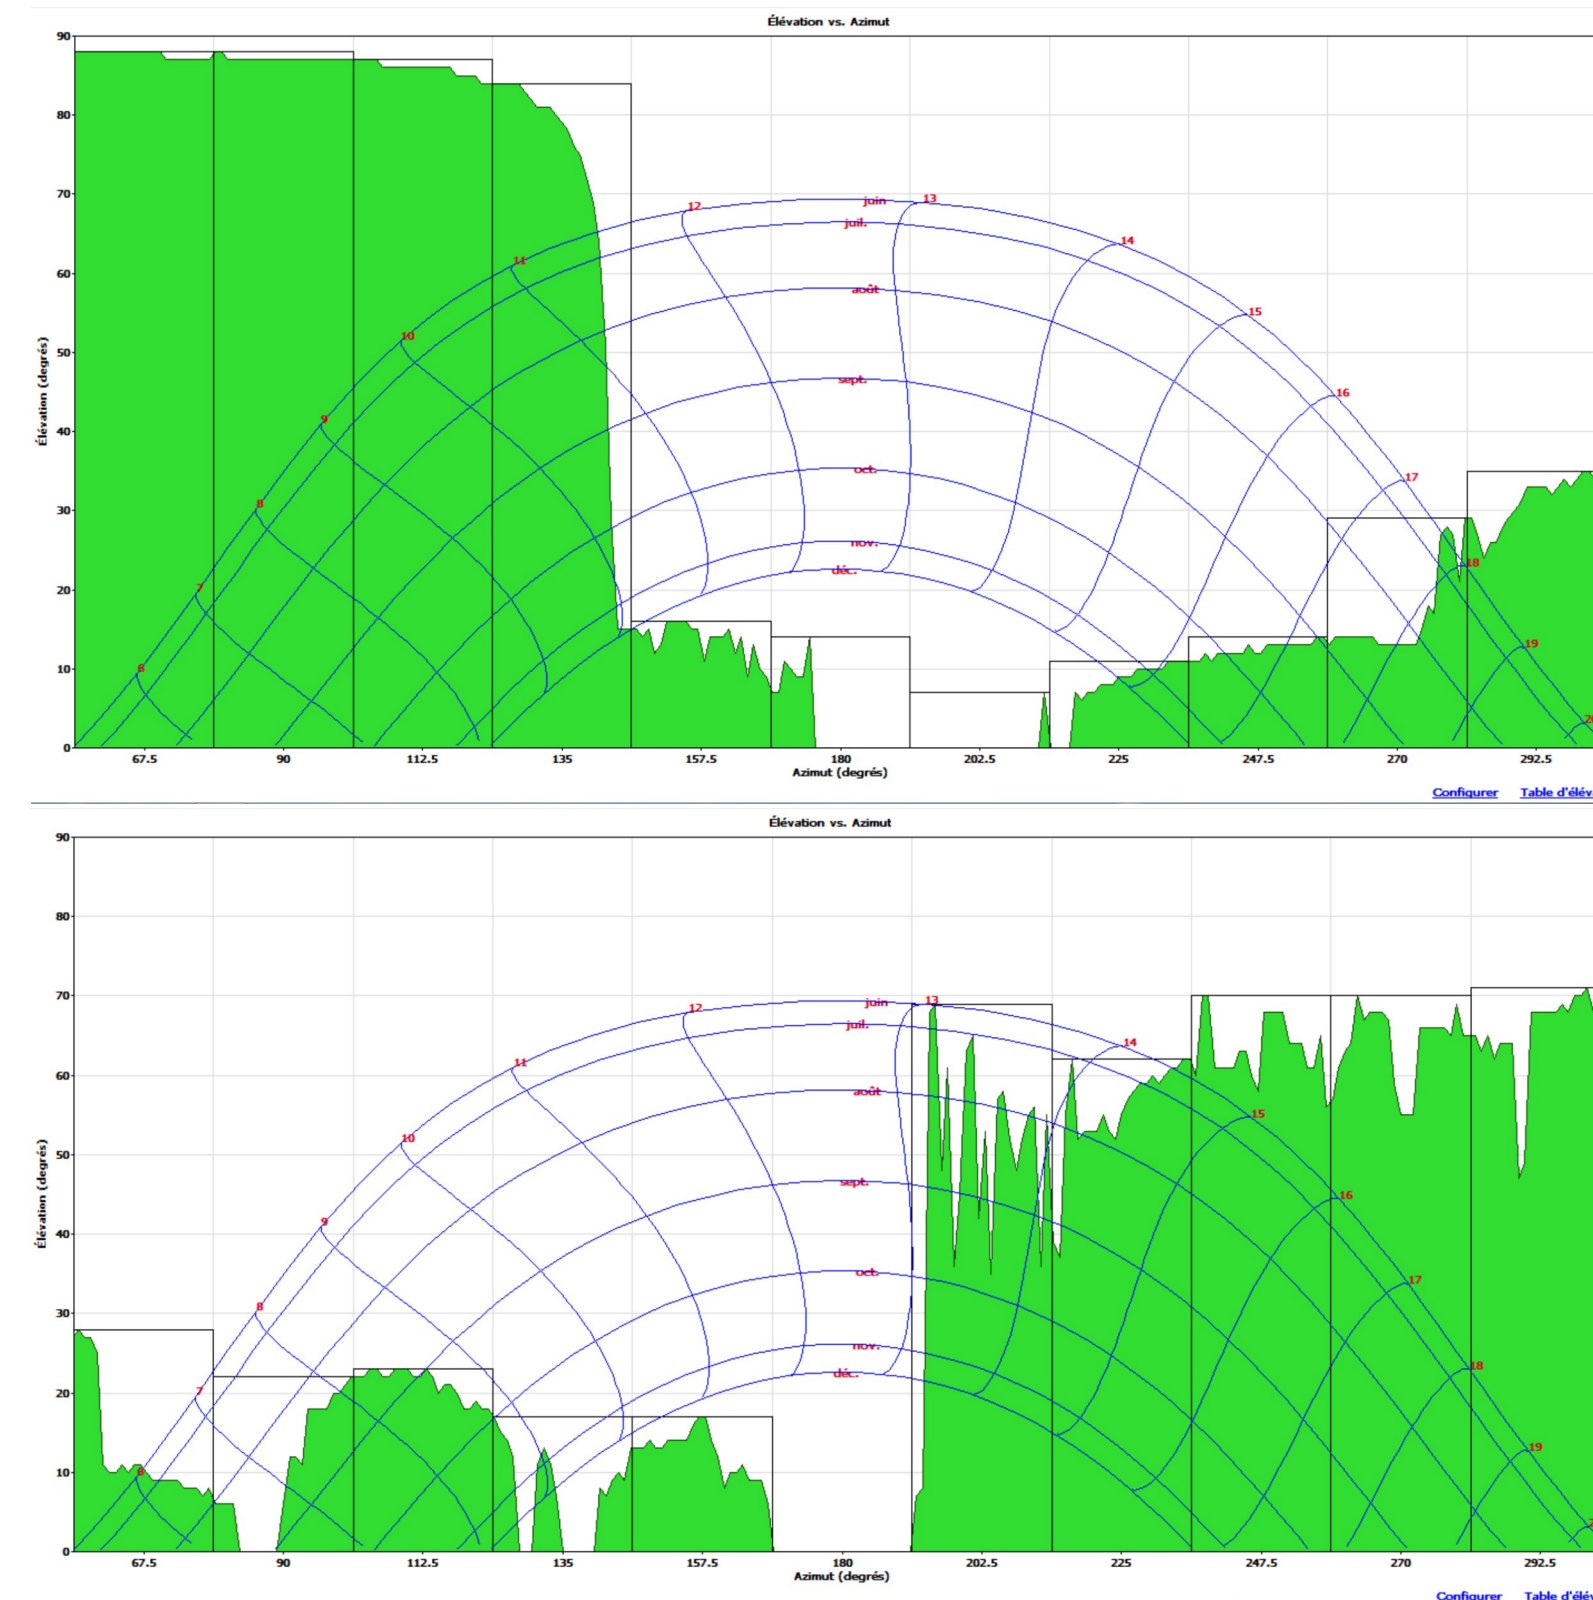 Élévation vs. Azimut
90
80
70
60
50
40
30
20
10
0
Élévation (degrés)
juin
juil.
août
sept.
oct.
nov.
déc.
6
7
8
9
10
11
12
13
14
15
16
17
18
19
67.5 90 112.5 135 157.5 180 202.5 225 247.5 270 292.5
Azimut (degrés)
Configurer Table d'élév
Élévation vs. Azimut
90
80
70
60
50
40
30
20
10
0
Élévation (degrés)
juin
juil.
août
sept.
oct.
nov.
déc.
6
7
8
9
10
11
12
13
14
15
16
17
18
19
67.5 90 112.5 135 157.5 180 202.5 225 247.5 270 292.5
Azimut (degrés)
Configurer Table d'élév